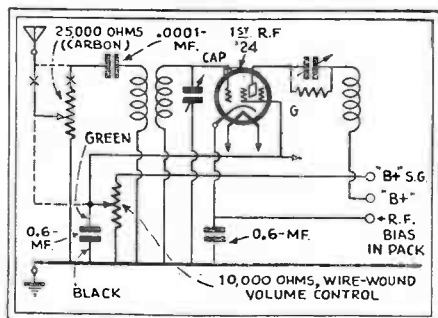 25,000 OHMS
(CARBON)
.0001-
MF.
1ST R.F
'24
CAP
G
GREEN
"B+" S.G
"B+"
+R.F.
BIAS
IN PACK
0.6-
MF.
0.6-MF.
BLACK
10,000 OHMS, WIRE-WOUND
VOLUME CONTROL